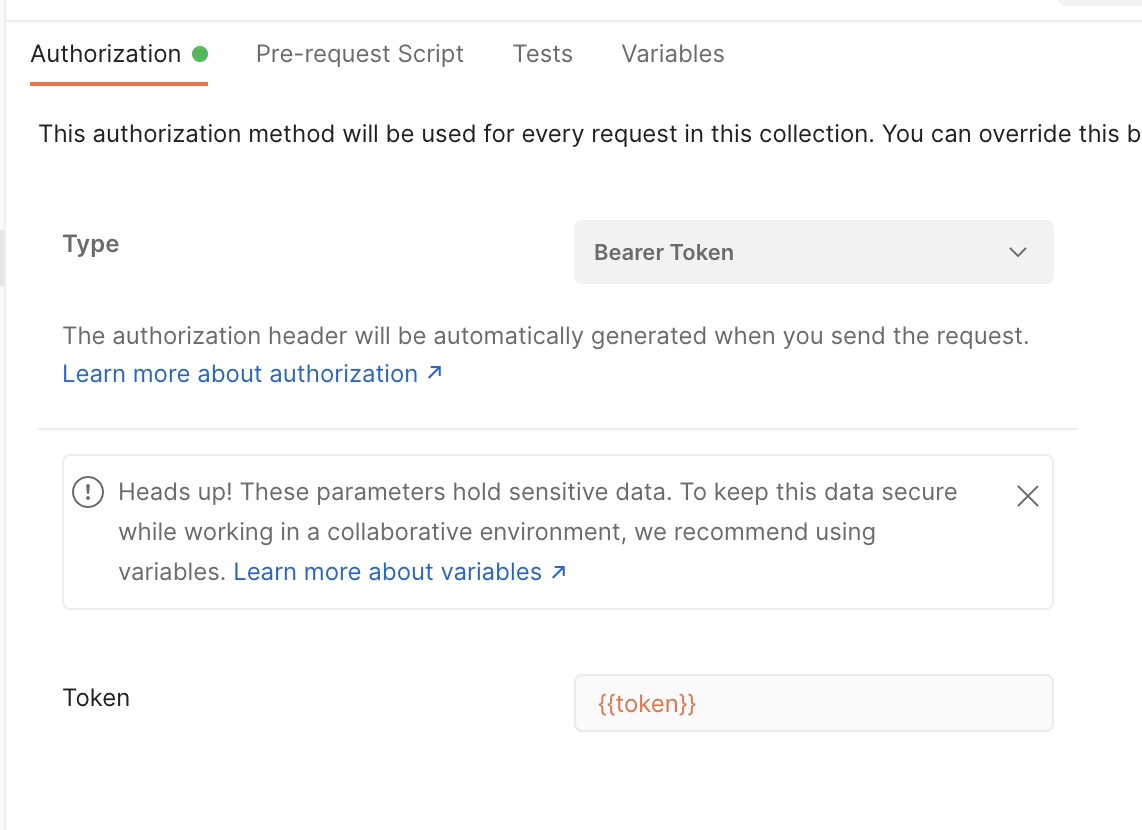 Authorization
Pre-request Script
Tests
Variables
This authorization method will be used for every request in this collection. You can override this b
Type
Bearer Token
The authorization header will be automatically generated when you send the request.
Learn more about authorization ↗
Heads up! These parameters hold sensitive data. To keep this data secure
while working in a collaborative environment, we recommend using
variables. Learn more about variables ↗
Token
{{token}}